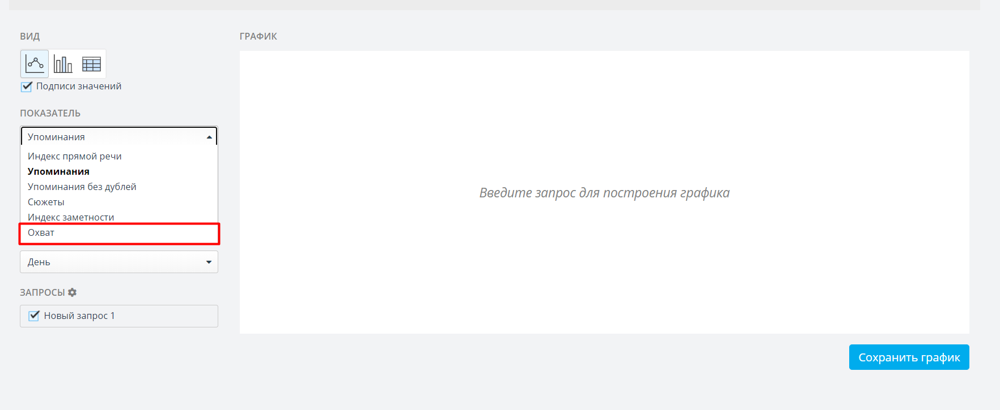 ВИД
Подписи значений
ПОКАЗАТЕЛЬ
Упоминания
Индекс прямой речи
Упоминания
Упоминания без дублей
Сюжеты
Индекс заметности
Охват
День
ЗАПРОСЫ
Новый запрос 1
ГРАФИК
Введите запрос для построения графика
Сохранить график